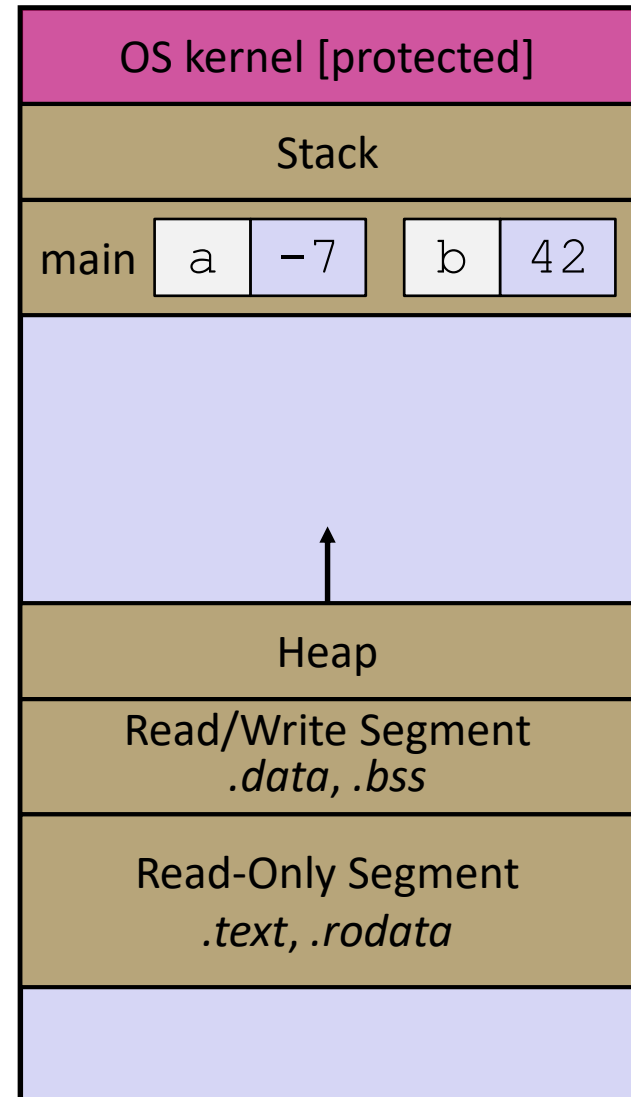 OS kernel [protected]
Stack
main a -7 b 42
Heap
Read/Write Segment
.data, .bss
Read-Only Segment
.text, .rodata